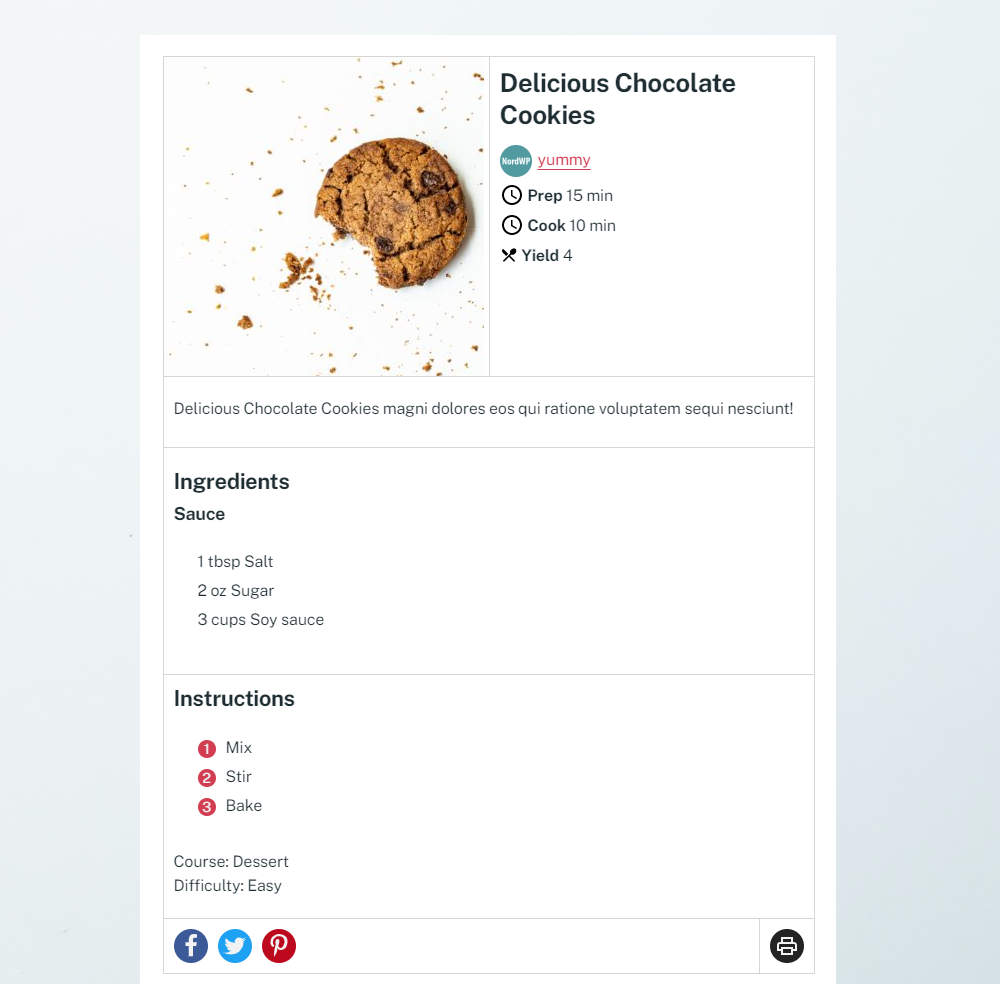 Delicious Chocolate
Cookies
NordWP yummy
Prep 15 min
Cook 10 min
Yield 4
Delicious Chocolate Cookies magni dolores eos qui ratione voluptatem sequi nesciunt!
Ingredients
Sauce
1 tbsp Salt
2 oz Sugar
3 cups Soy sauce
Instructions
1 Mix
2 Stir
3 Bake
Course: Dessert
Difficulty: Easy